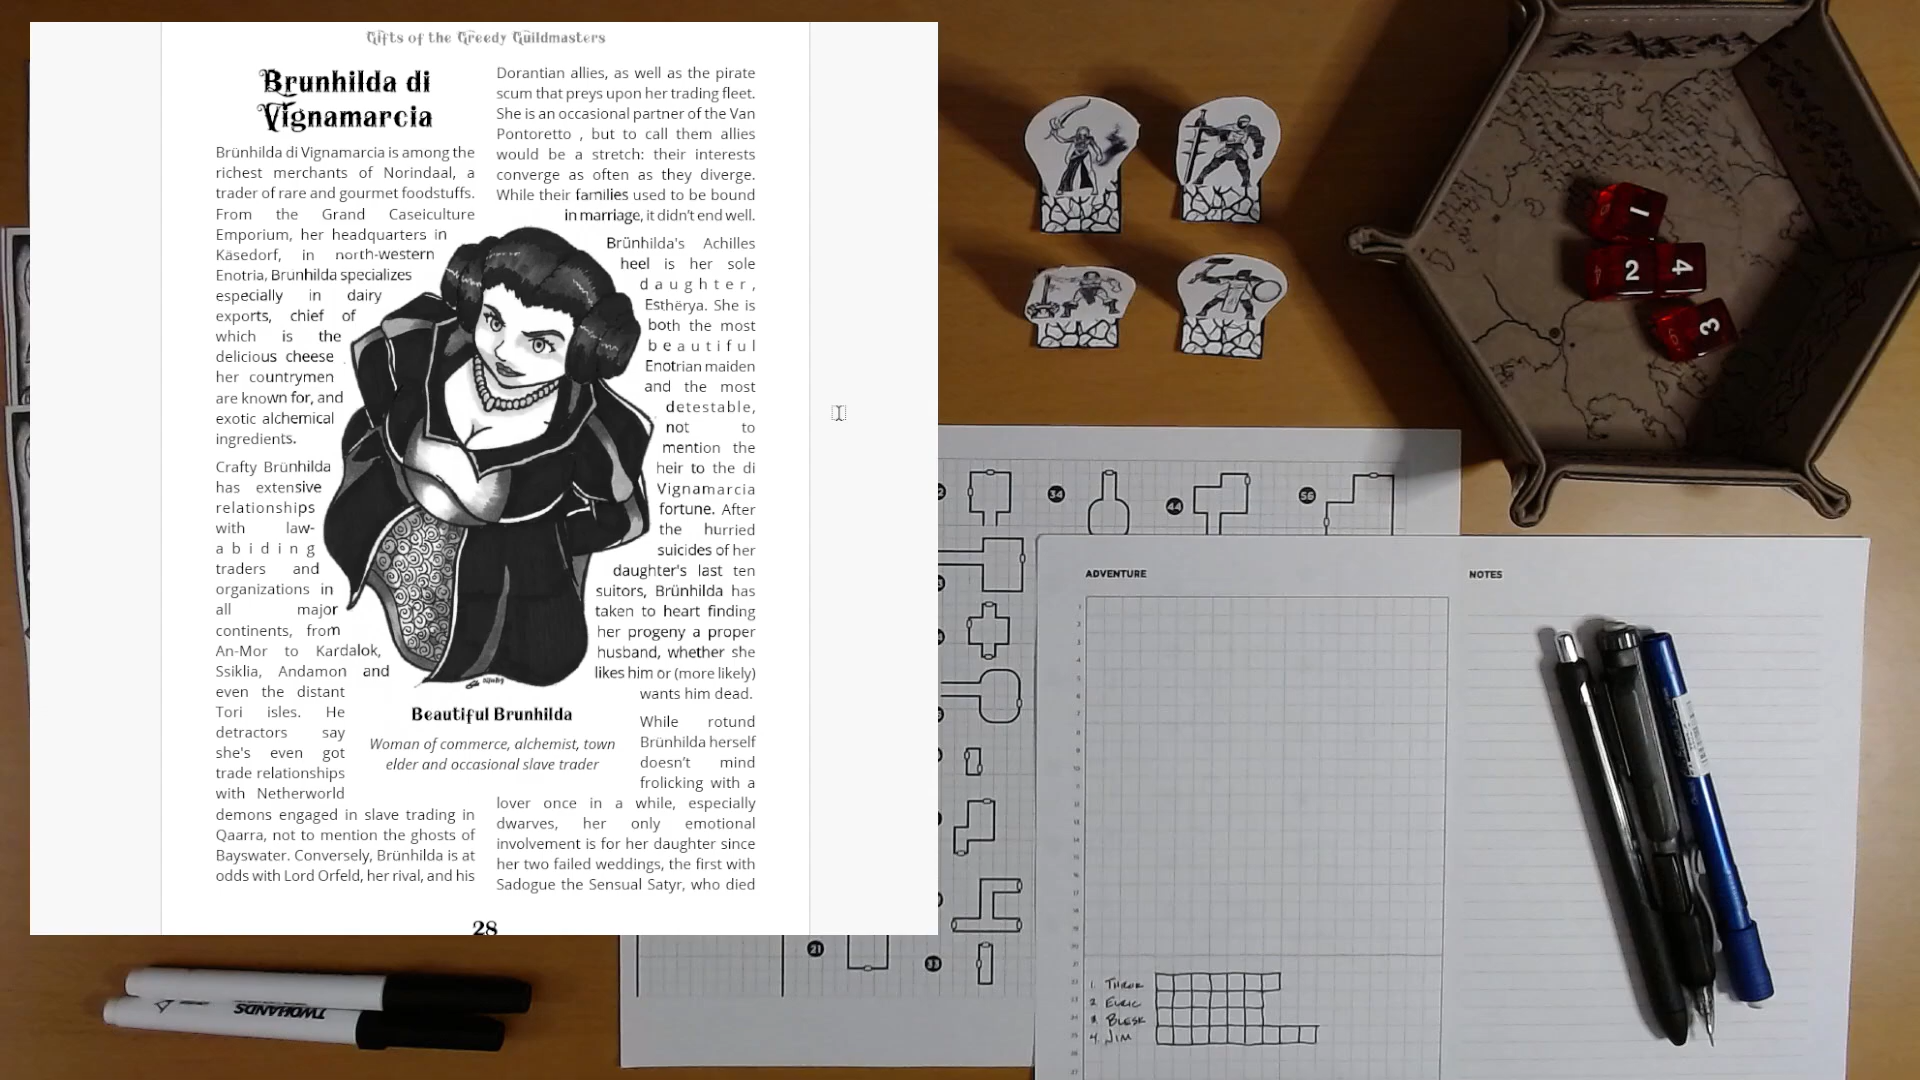 Gifts of the Greedy Guildmasters
Brunhilda di
Vignamarcia
Brünhilda di Vignamarcia is among the
richest merchants of Norindaal, a
trader of rare and gourmet foodstuffs.
From the Grand Caseiculture
Emporium, her headquarters in
Käsedorf, in north-western
Enotria, Brunhilda specializes
especially in dairy
exports, chief of
which is the
delicious cheese
her countrymen
are known for, and
exotic alchemical
ingredients.
Crafty Brünhilda
has extensive
relationships
with law-
abiding
traders and
organizations in
all major
continents, from
An-Mor to Kardalok,
Ssiklia, Andamon and
even the distant
Tori isles. He
detractors say
she's even got
trade relationships
with Netherworld
demons engaged in slave trading in
Qaarra, not to mention the ghosts of
Bayswater. Conversely, Brünhilda is at
odds with Lord Orfeld, her rival, and his
Dorantian allies, as well as the pirate
scum that preys upon her trading fleet.
She is an occasional partner of the Van
Pontoretto , but to call them allies
would be a stretch: their interests
converge as often as they diverge.
While their families used to be bound
in marriage, it didn't end well.
Brünhilda's Achilles
heel is her sole
daughter,
Esthërya. She is
both the most
beautiful
Enotrian maiden
and the most
detestable,
not to
mention the
heir to the di
Vignamarcia
fortune. After
the hurried
suicides of her
daughter's last ten
suitors, Brünhilda has
taken to heart finding
her progeny a proper
husband, whether she
likes him or (more likely)
wants him dead.
While rotund
Brünhilda herself
doesn't mind
frolicking with a
lover once in a while, especially
dwarves, her only emotional
involvement is for her daughter since
her two failed weddings, the first with
Sadogue the Sensual Satyr, who died
Beautiful Brunhilda
Woman of commerce, alchemist, town
elder and occasional slave trader
28
1
2
4
3
34
44
56
21
33
ADVENTURE
NOTES
1. THROR
2. EURIC
3. BLESK
4. JIM
TWOHANDS